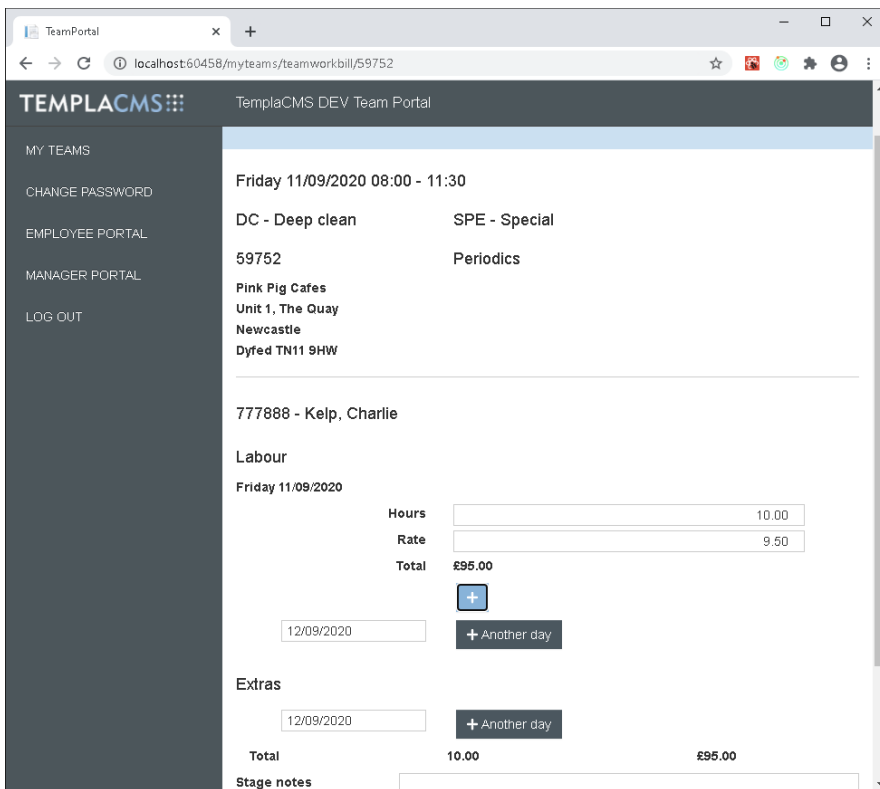 TeamPortal
localhost:60458/myteams/teamworkbill/59752
TEMPLACMS
TemplaCMS DEV Team Portal
MY TEAMS
CHANGE PASSWORD
EMPLOYEE PORTAL
MANAGER PORTAL
LOG OUT
Friday 11/09/2020 08:00 - 11:30
DC - Deep clean SPE - Special
59752 Periodics
Pink Pig Cafes
Unit 1, The Quay
Newcastle
Dyfed TN11 9HW
777888 - Kelp, Charlie
Labour
Friday 11/09/2020
Hours 10.00
Rate 9.50
Total £95.00
+
12/09/2020 + Another day
Extras
12/09/2020 + Another day
Total 10.00 £95.00
Stage notes